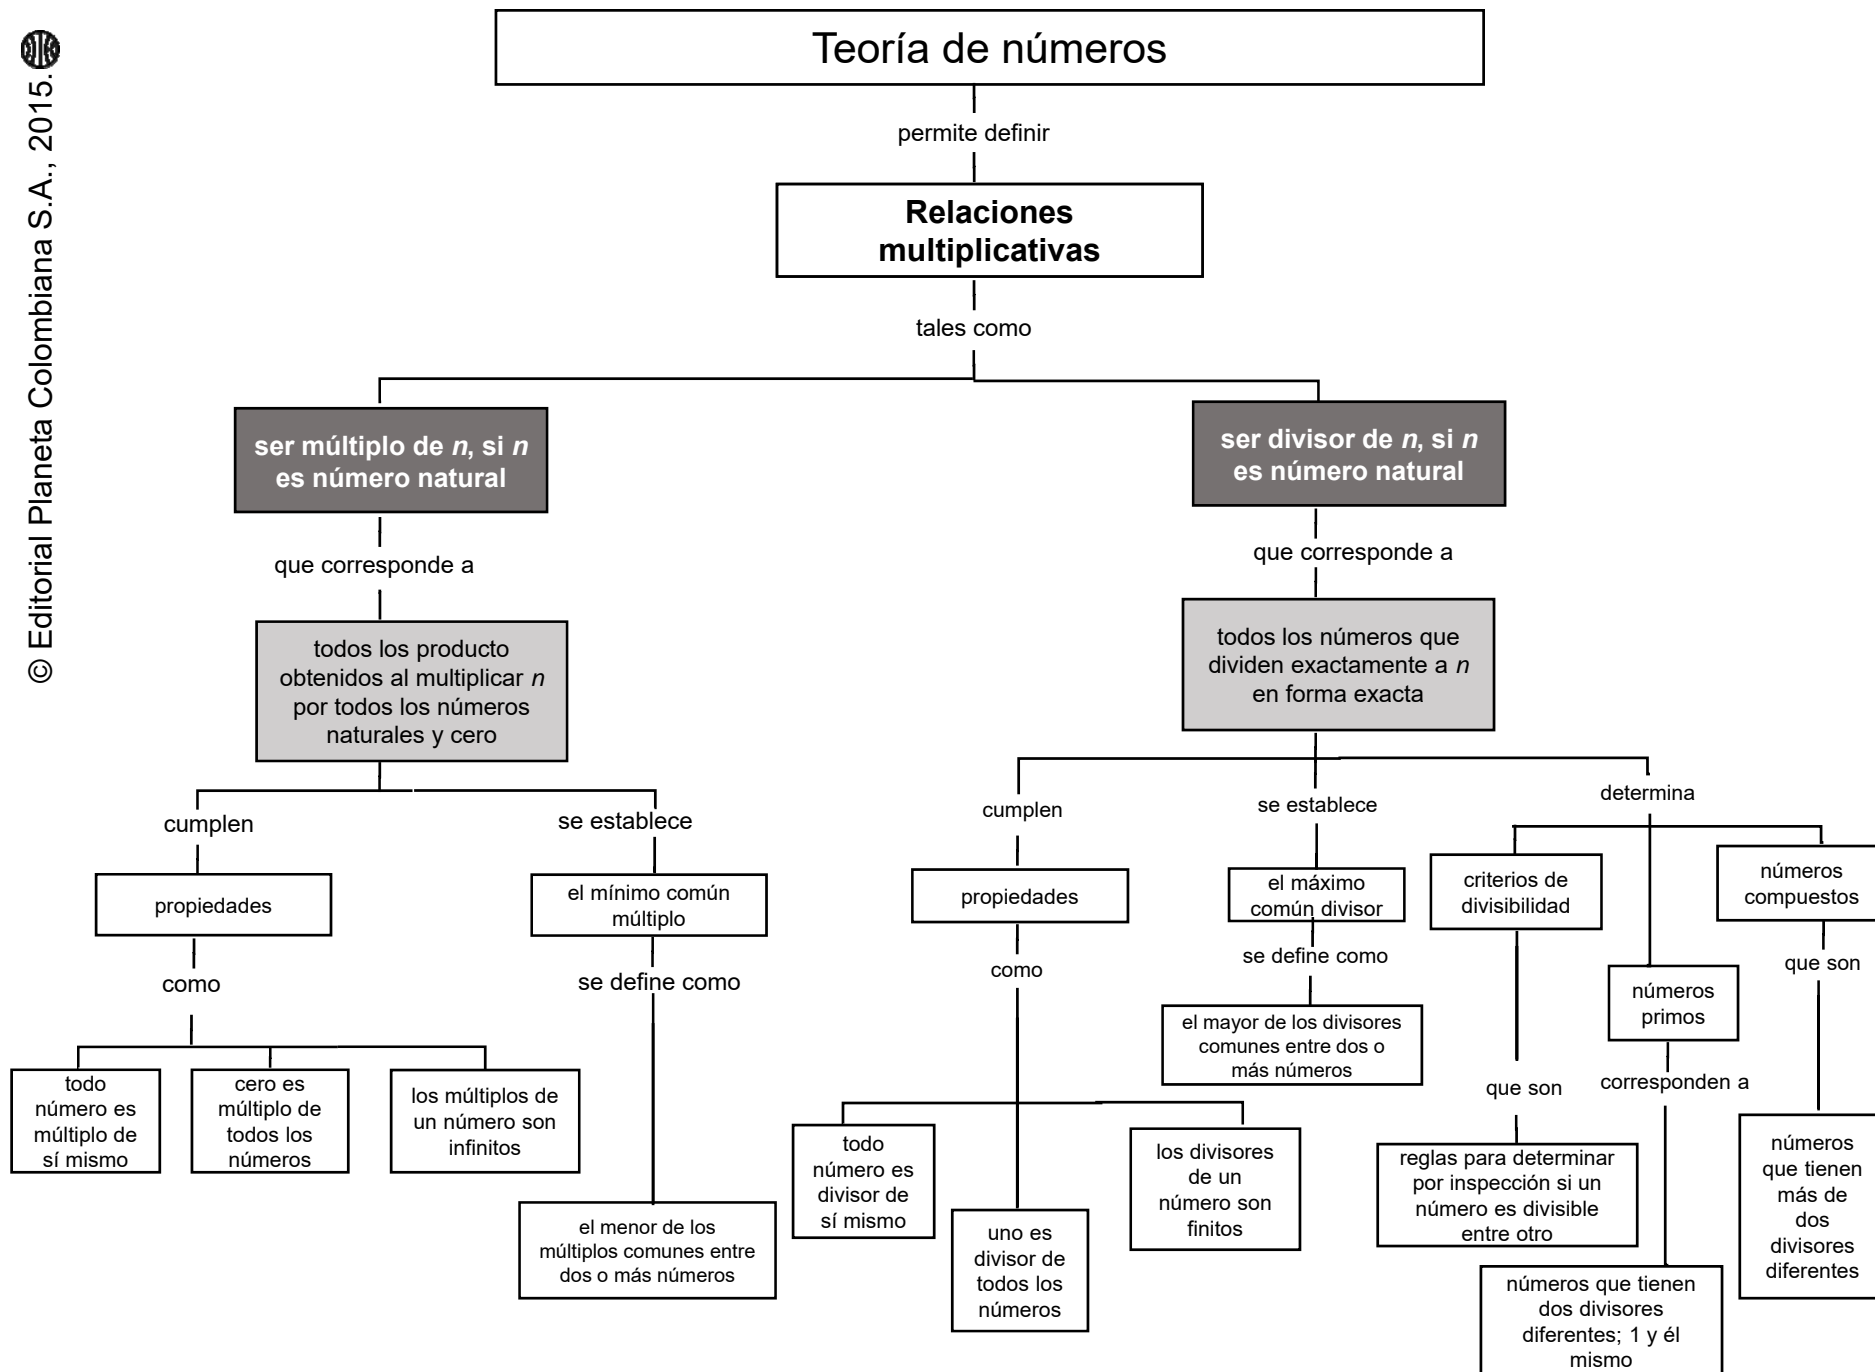 © Editorial Planeta Colombiana S.A., 2015.
Teoría de números
permite definir
Relaciones
multiplicativas
tales como
ser múltiplo de n, si n
es número natural
que corresponde a
todos los producto
obtenidos al multiplicar n
por todos los números
naturales y cero
cumplen
propiedades
como
todo
número es
múltiplo de
sí mismo
cero es
múltiplo de
todos los
números
los múltiplos de
un número son
infinitos
se establece
el mínimo común
múltiplo
se define como
el menor de los
múltiplos comunes entre
dos o más números
ser divisor de n, si n
es número natural
que corresponde a
todos los números que
dividen exactamente a n
en forma exacta
cumplen
propiedades
como
todo
número es
divisor de
sí mismo
uno es
divisor de
todos los
números
los divisores
de un
número son
finitos
se establece
el máximo
común divisor
se define como
el mayor de los divisores
comunes entre dos o
más números
determina
criterios de
divisibilidad
que son
reglas para determinar
por inspección si un
número es divisible
entre otro
números
primos
corresponden a
números que tienen
dos divisores
diferentes; 1 y él
mismo
números
compuestos
que son
números
que tienen
más de
dos
divisores
diferentes